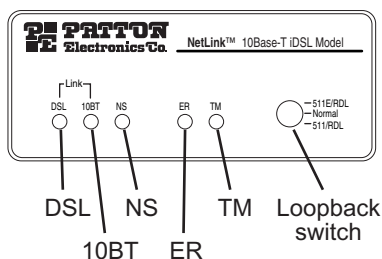 PATTON
Electronics Co.
NetLink™ 10Base-T iDSL Model
Link
DSL 10BT NS ER TM
511E/RDL
Normal
511/RDL
DSL NS TM Loopback
switch
10BT ER